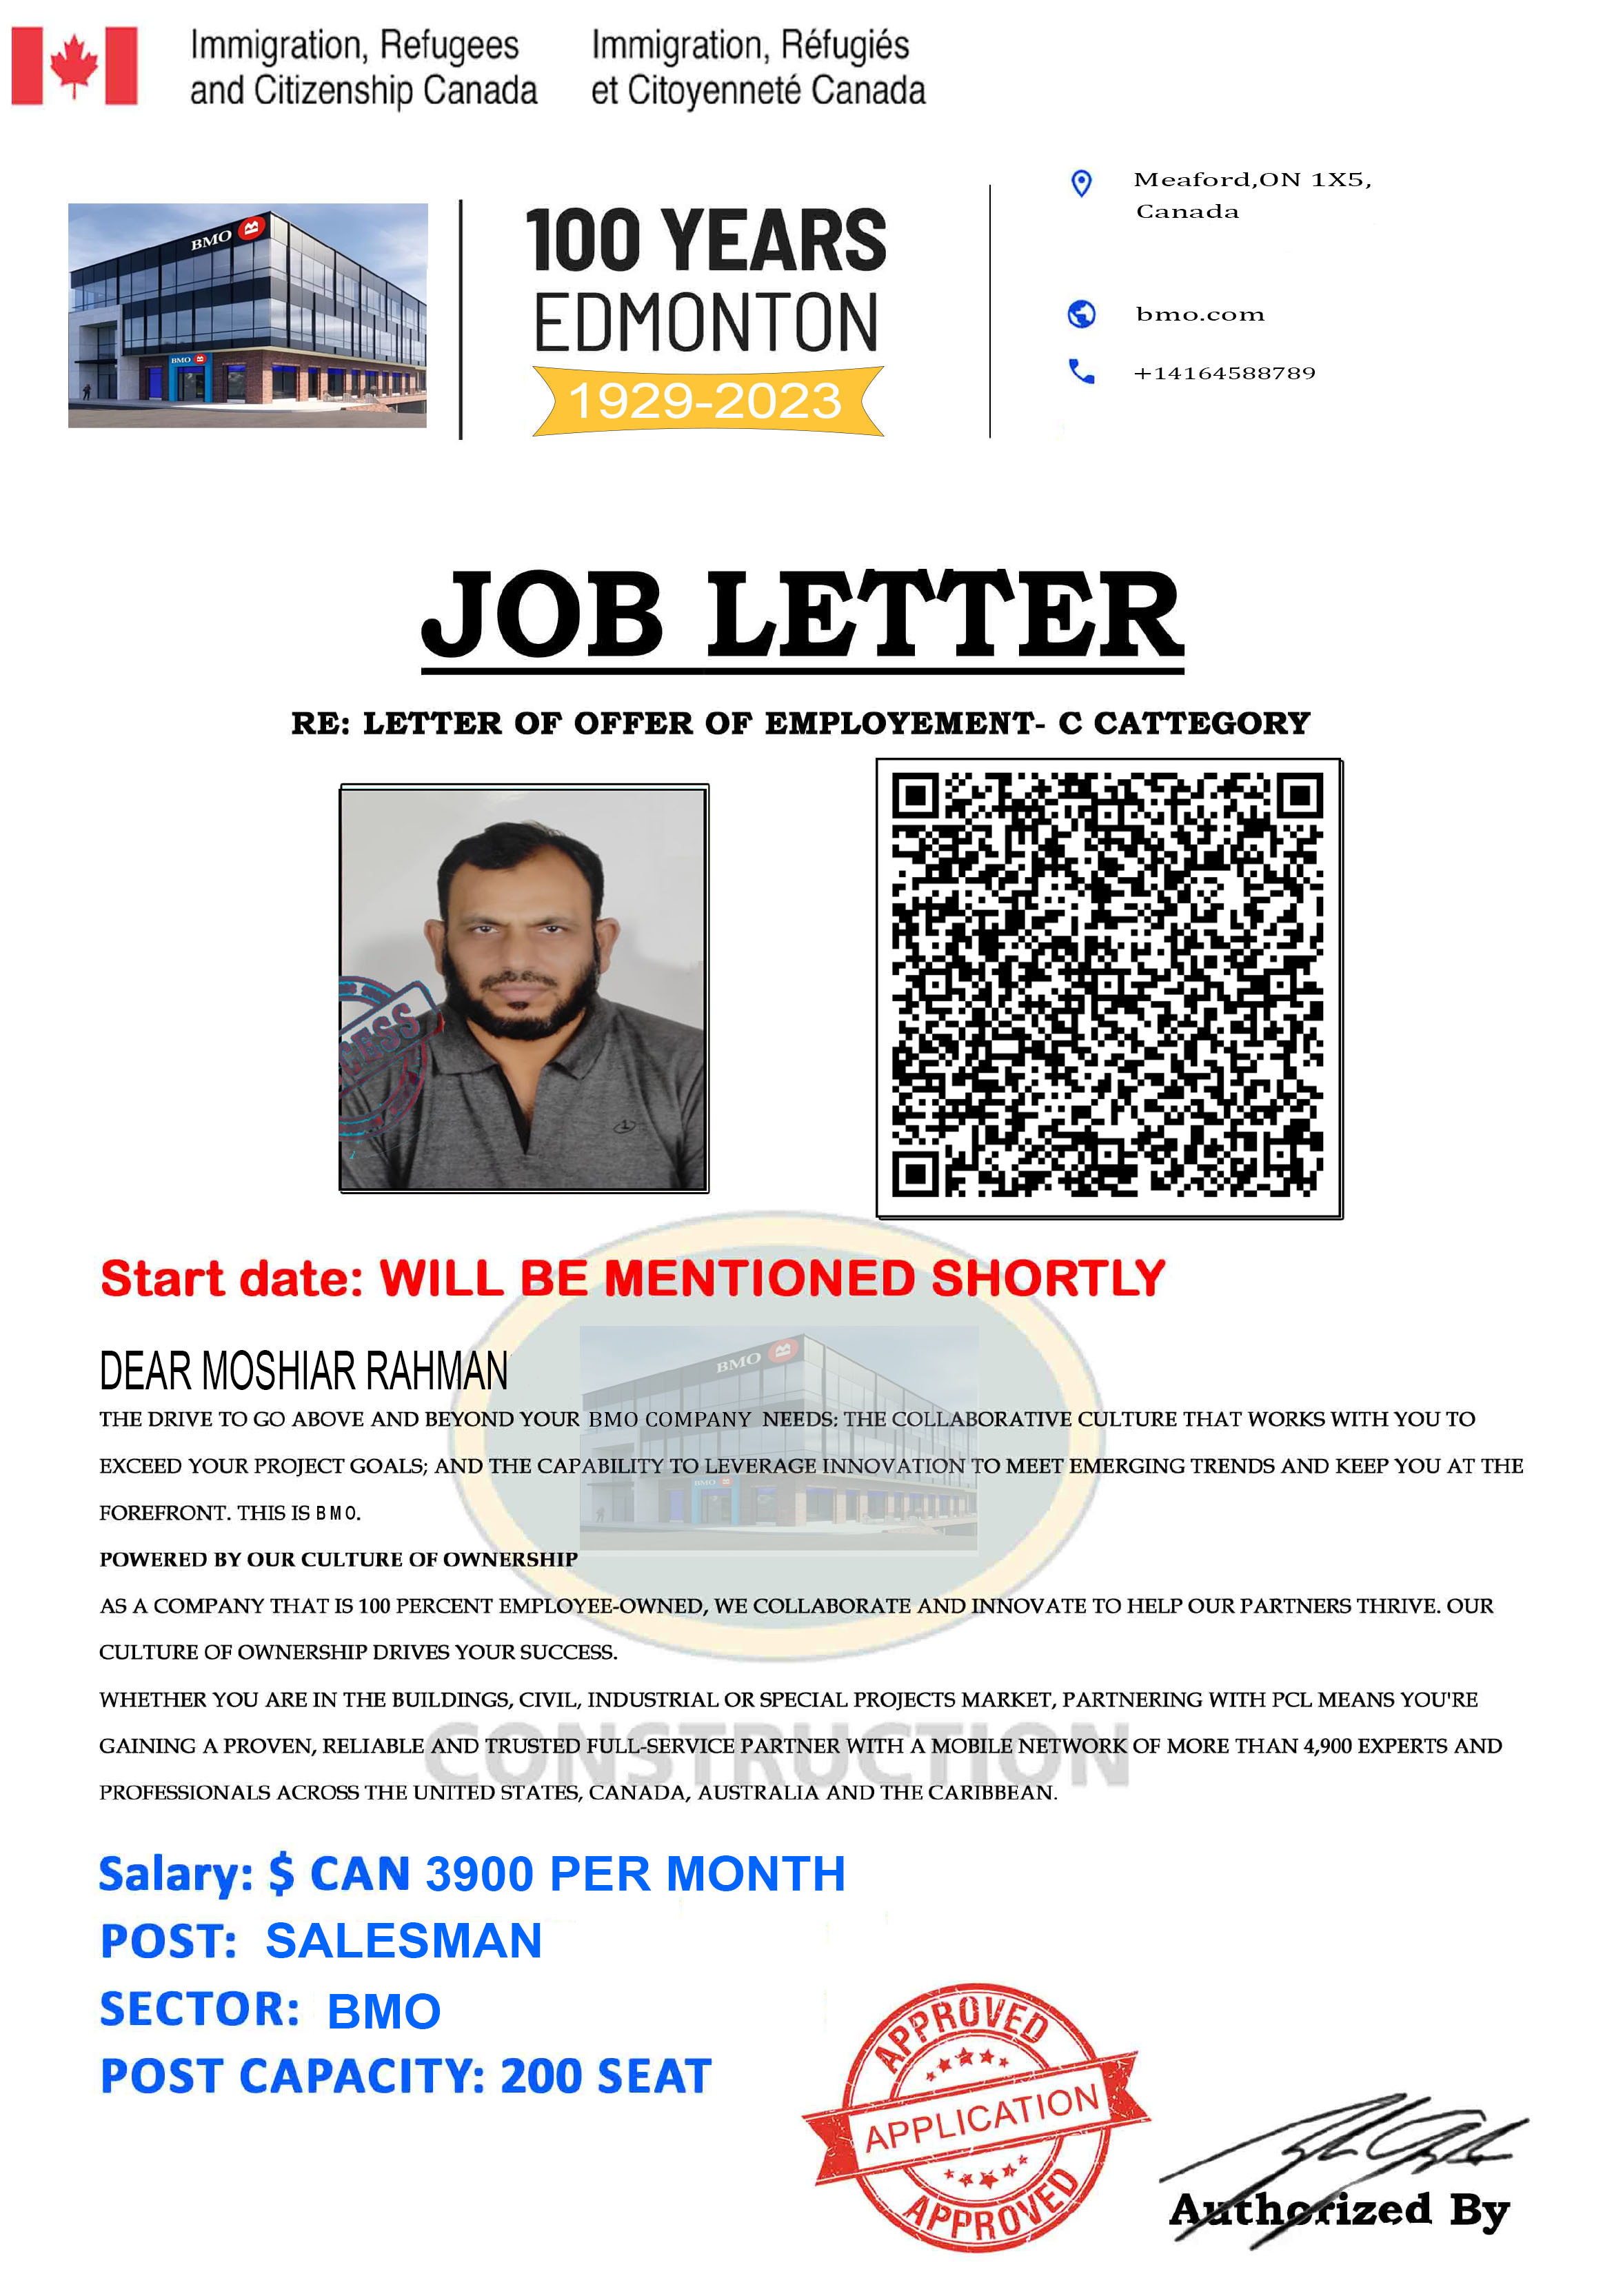 Immigration, Refugees
and Citizenship Canada
Immigration, Réfugiés
et Citoyenneté Canada
BMO
BMO
100 YEARS
EDMONTON
1929-2023
Meaford,ON 1X5,
Canada
bmo.com
+14164588789
JOB LETTER
RE: LETTER OF OFFER OF EMPLOYEMENT- C CATTEGORY
CESS
Start date: WILL BE MENTIONED SHORTLY
BMO
BMO
DEAR MOSHIAR RAHMAN
THE DRIVE TO GO ABOVE AND BEYOND YOUR BMO COMPANY NEEDS; THE COLLABORATIVE CULTURE THAT WORKS WITH YOU TO
EXCEED YOUR PROJECT GOALS; AND THE CAPABILITY TO LEVERAGE INNOVATION TO MEET EMERGING TRENDS AND KEEP YOU AT THE
FOREFRONT. THIS IS BMO.
POWERED BY OUR CULTURE OF OWNERSHIP
AS A COMPANY THAT IS 100 PERCENT EMPLOYEE-OWNED, WE COLLABORATE AND INNOVATE TO HELP OUR PARTNERS THRIVE. OUR
CULTURE OF OWNERSHIP DRIVES YOUR SUCCESS.
WHETHER YOU ARE IN THE BUILDINGS, CIVIL, INDUSTRIAL OR SPECIAL PROJECTS MARKET, PARTNERING WITH PCL MEANS YOU'RE
GAINING A PROVEN, RELIABLE AND TRUSTED FULL-SERVICE PARTNER WITH A MOBILE NETWORK OF MORE THAN 4,900 EXPERTS AND
PROFESSIONALS ACROSS THE UNITED STATES, CANADA, AUSTRALIA AND THE CARIBBEAN.
CONSTRUCTION
Salary: $ CAN 3900 PER MONTH
POST: SALESMAN
SECTOR: BMO
POST CAPACITY: 200 SEAT
APPROVED
APPLICATION
APPROVED
Authorized By